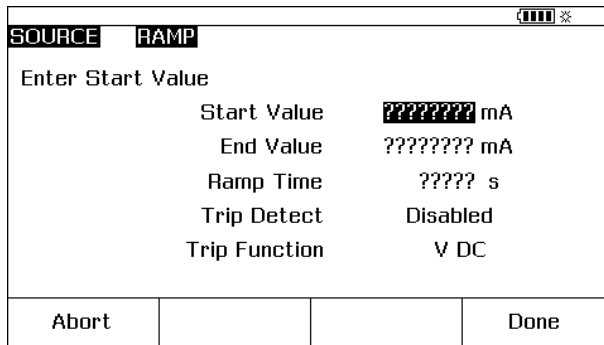 SOURCE RAMP
Enter Start Value
Start Value ???????? mA
End Value ???????? mA
Ramp Time ????? s
Trip Detect Disabled
Trip Function V DC
Abort Done